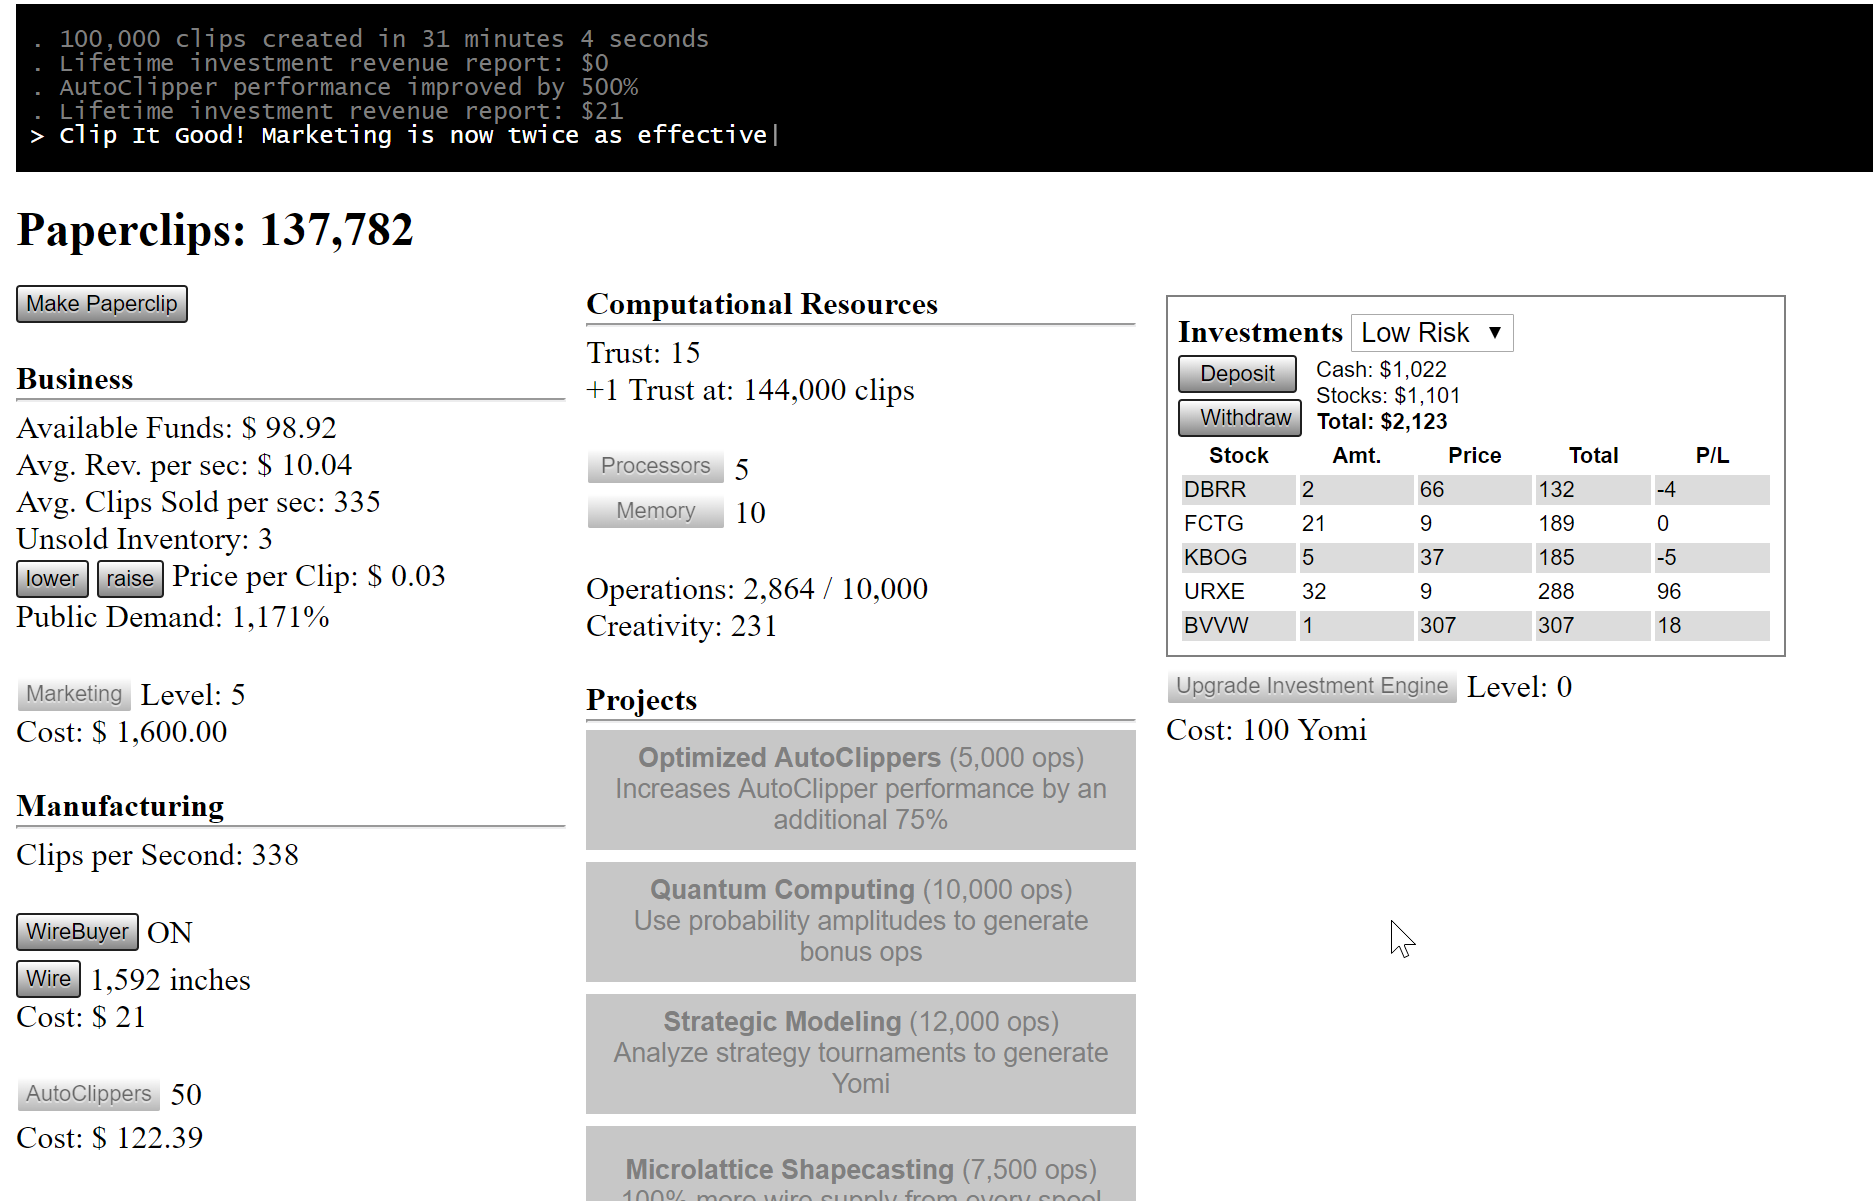 . 100,000 clips created in 31 minutes 4 seconds
. Lifetime investment revenue report: $0
. AutoClipper performance improved by 500%
. Lifetime investment revenue report: $21
> Clip It Good! Marketing is now twice as effective|
Paperclips: 137,782
Make Paperclip
Business
Available Funds: $ 98.92
Avg. Rev. per sec: $ 10.04
Avg. Clips Sold per sec: 335
Unsold Inventory: 3
lower raise Price per Clip: $ 0.03
Public Demand: 1,171%
Marketing Level: 5
Cost: $ 1,600.00
Manufacturing
Clips per Second: 338
WireBuyer ON
Wire 1,592 inches
Cost: $ 21
AutoClippers 50
Cost: $ 122.39
Computational Resources
Trust: 15
+1 Trust at: 144,000 clips
Processors 5
Memory 10
Operations: 2,864 / 10,000
Creativity: 231
Projects
Optimized AutoClippers (5,000 ops)
Increases AutoClipper performance by an
additional 75%
Quantum Computing (10,000 ops)
Use probability amplitudes to generate
bonus ops
Strategic Modeling (12,000 ops)
Analyze strategy tournaments to generate
Yomi
Microlattice Shapecasting (7,500 ops)
100% more wire supply from every spool
Investments Low Risk ▼
Deposit Cash: $1,022
Stocks: $1,101
Withdraw Total: $2,123
Stock Amt. Price Total P/L
DBRR 2 66 132 -4
FCTG 21 9 189 0
KBOG 5 37 185 -5
URXE 32 9 288 96
BVVW 1 307 307 18
Upgrade Investment Engine Level: 0
Cost: 100 Yomi